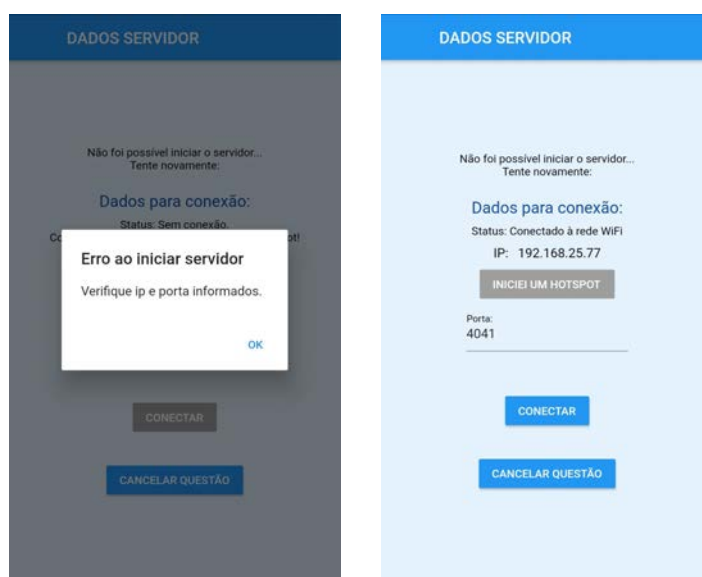 DADOS SERVIDOR
Não foi possível iniciar o servidor...
Tente novamente:
Dados para conexão:
Status: Sem conexão.
Co
ot!
Erro ao iniciar servidor
Verifique ip e porta informados.
OK
CONECTAR
CANCELAR QUESTÃO
DADOS SERVIDOR
Não foi possível iniciar o servidor...
Tente novamente:
Dados para conexão:
Status: Conectado à rede WiFi
IP: 192.168.25.77
INICIEI UM HOTSPOT
Porta:
4041
CONECTAR
CANCELAR QUESTÃO